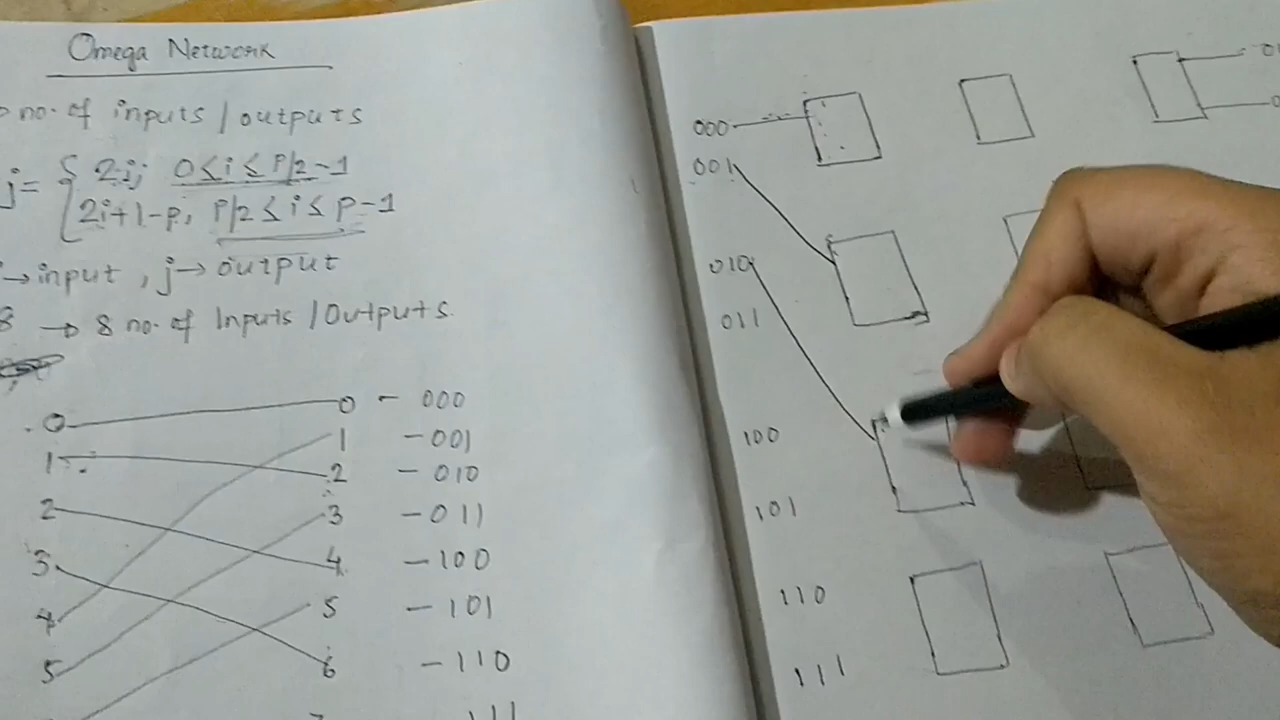 Omega Network
no. of inputs / outputs
j = { 2i, 0 ≤ i ≤ P/2 - 1
2i+1-p, P/2 ≤ i ≤ P-1
→ input , j → output
8 → 8 no. of Inputs / Outputs.
0 0 - 000
1 1 - 001
2 2 - 010
3 3 - 011
4 4 - 100
5 5 - 101
6 - 110
111
000
001
010
011
100
101
110
111